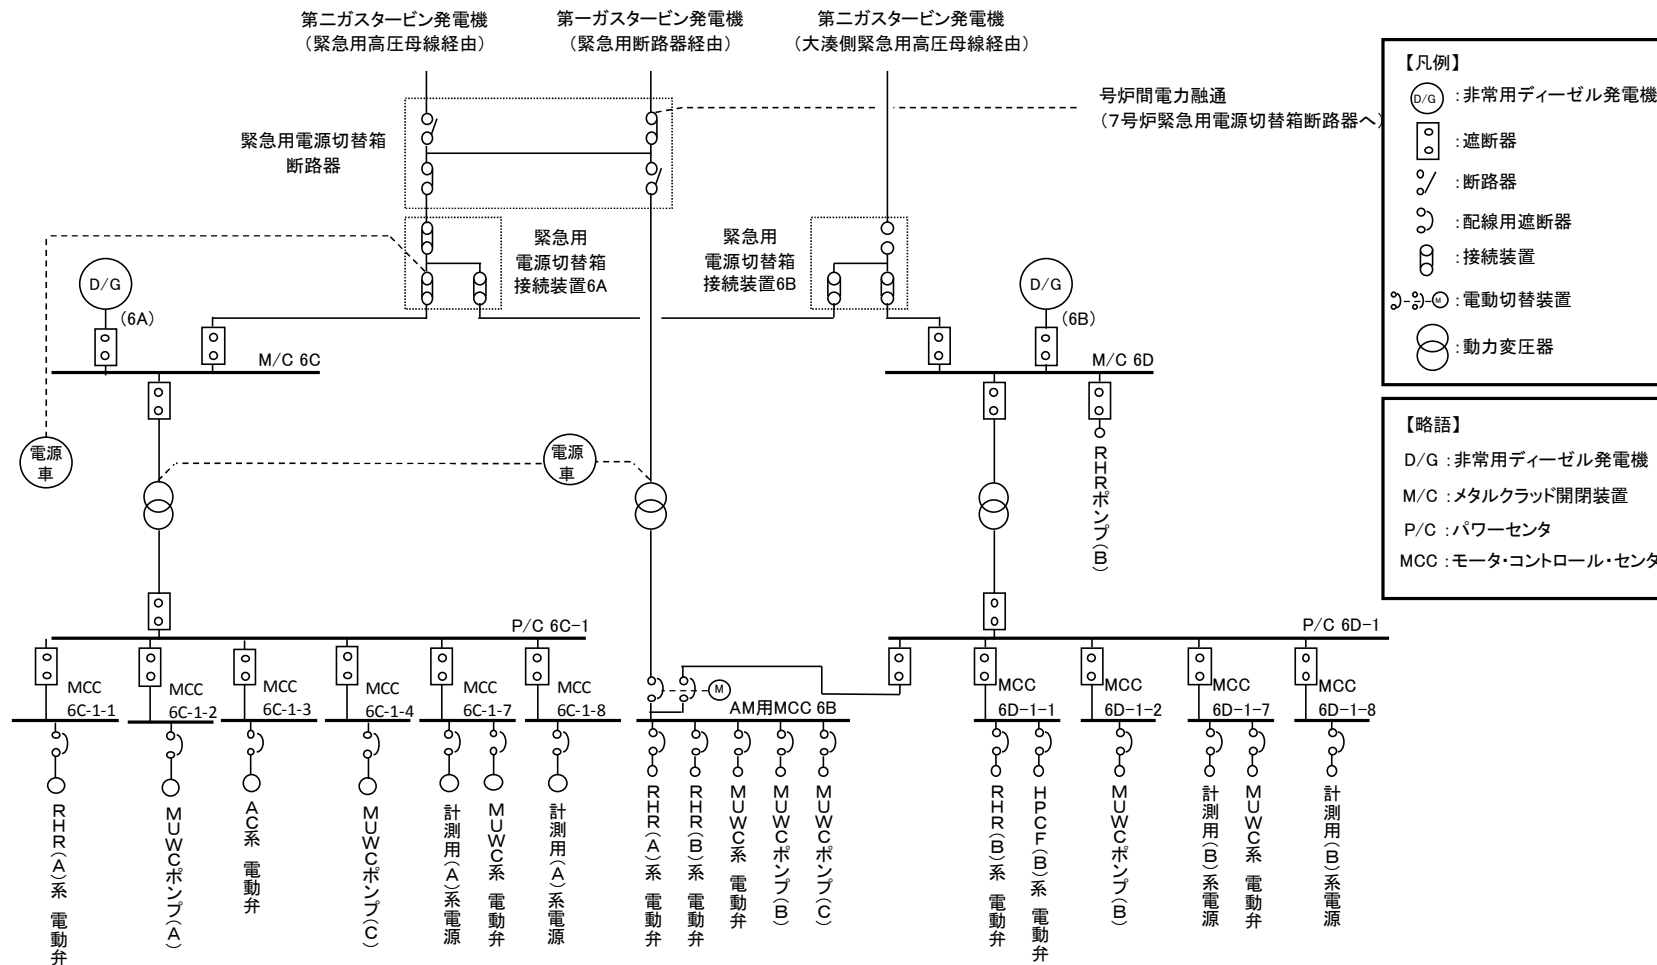 第二ガスタービン発電機
（緊急用高圧母線経由）
第一ガスタービン発電機
（緊急用断路器経由）
第二ガスタービン発電機
（大湊側緊急用高圧母線経由）
号炉間電力融通
（7号炉緊急用電源切替箱断路器へ）
緊急用電源切替箱
断路器
緊急用
電源切替箱
接続装置6A
緊急用
電源切替箱
接続装置6B
D/G
(6A)
D/G
(6B)
M/C 6C
M/C 6D
電源
車
電源
車
RHRポンプ(B)
P/C 6C-1
P/C 6D-1
MCC
6C-1-1
MCC
6C-1-2
MCC
6C-1-3
MCC
6C-1-4
MCC
6C-1-7
MCC
6C-1-8
M
AM用MCC 6B
MCC
6D-1-1
MCC
6D-1-2
MCC
6D-1-7
MCC
6D-1-8
RHR(A)系 電動弁
MUWCポンプ(A)
AC系 電動弁
MUWCポンプ(C)
計測用(A)系電源
MUWC系 電動弁
計測用(A)系電源
RHR(A)系 電動弁
RHR(B)系 電動弁
MUWC系 電動弁
MUWCポンプ(B)
MUWCポンプ(C)
RHR(B)系 電動弁
HPCF(B)系 電動弁
MUWCポンプ(B)
計測用(B)系電源
MUWC系 電動弁
計測用(B)系電源
【凡例】
D/G ：非常用ディーゼル発電機
：遮断器
：断路器
：配線用遮断器
：接続装置
M ：電動切替装置
：動力変圧器
【略語】
D/G ：非常用ディーゼル発電機
M/C ：メタルクラッド開閉装置
P/C ：パワーセンタ
MCC ：モータ・コントロール・センタ